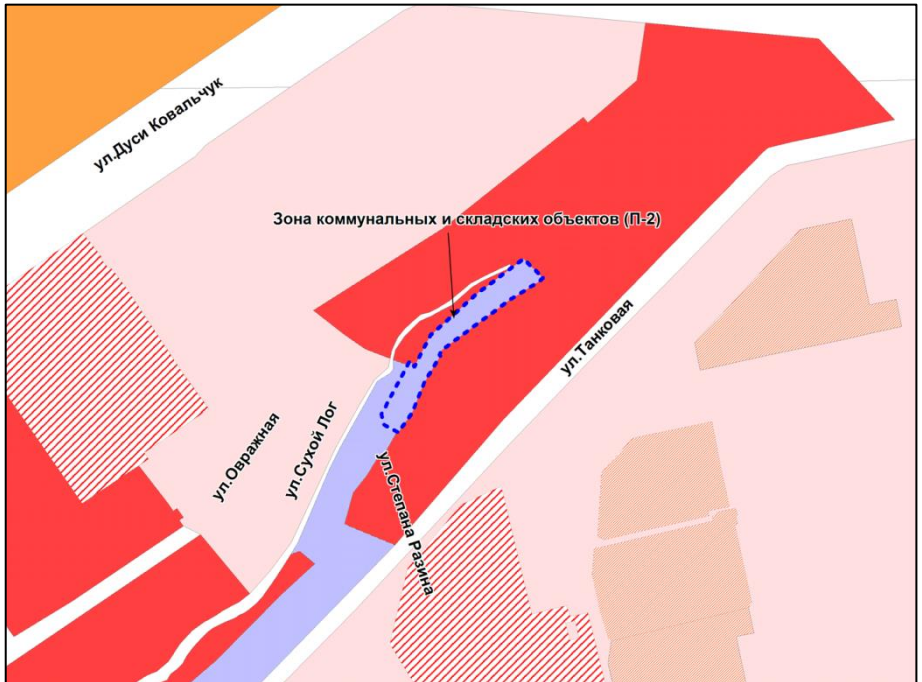 ул.Дуси Ковальчук
Зона коммунальных и складских объектов (П-2)
ул.Танковая
ул.Овражная
ул.Сухой Лог
ул.Степана Разина